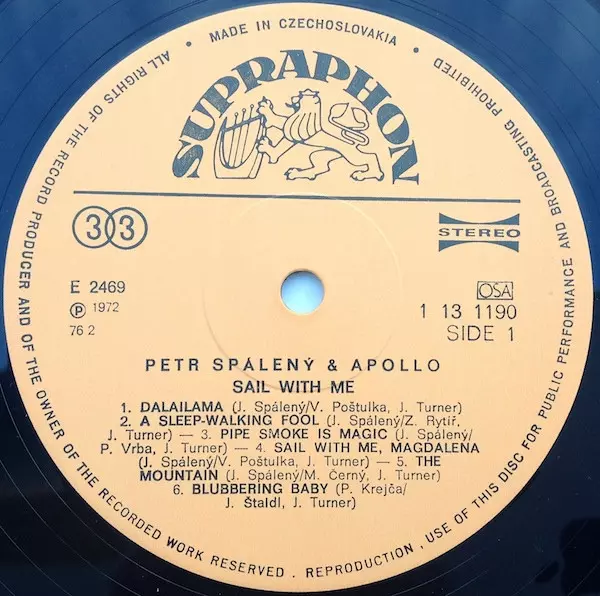 MADE IN CZECHOSLOVAKIA •
ALL RIGHTS OF THE RECORD PRODUCER AND OF THE OWNER OF THE RECORDED WORK RESERVED . REPRODUCTION , USE OF THIS DISC FOR PUBLIC PERFORMANCE AND BROADCASTING PROHIBITED •
SUPRAPHON
33
STEREO
E 2469
OSA
Ⓟ 1972
1 13 1190
76 2
SIDE 1
PETR SPÁLENÝ & APOLLO
SAIL WITH ME
1. DALAILAMA (J. Spálený/V. Poštulka, J. Turner)
2. A SLEEP-WALKING FOOL (J. Spálený/Z. Rytíř,
J. Turner) — 3. PIPE SMOKE IS MAGIC (J. Spálený/
P. Vrba, J. Turner) — 4. SAIL WITH ME, MAGDALENA
(J. Spálený/V. Poštulka, J. Turner) — 5. THE
MOUNTAIN (J. Spálený/M. Černý, J. Turner)
6. BLUBBERING BABY (P. Krejča/
J. Štaldl, J. Turner)